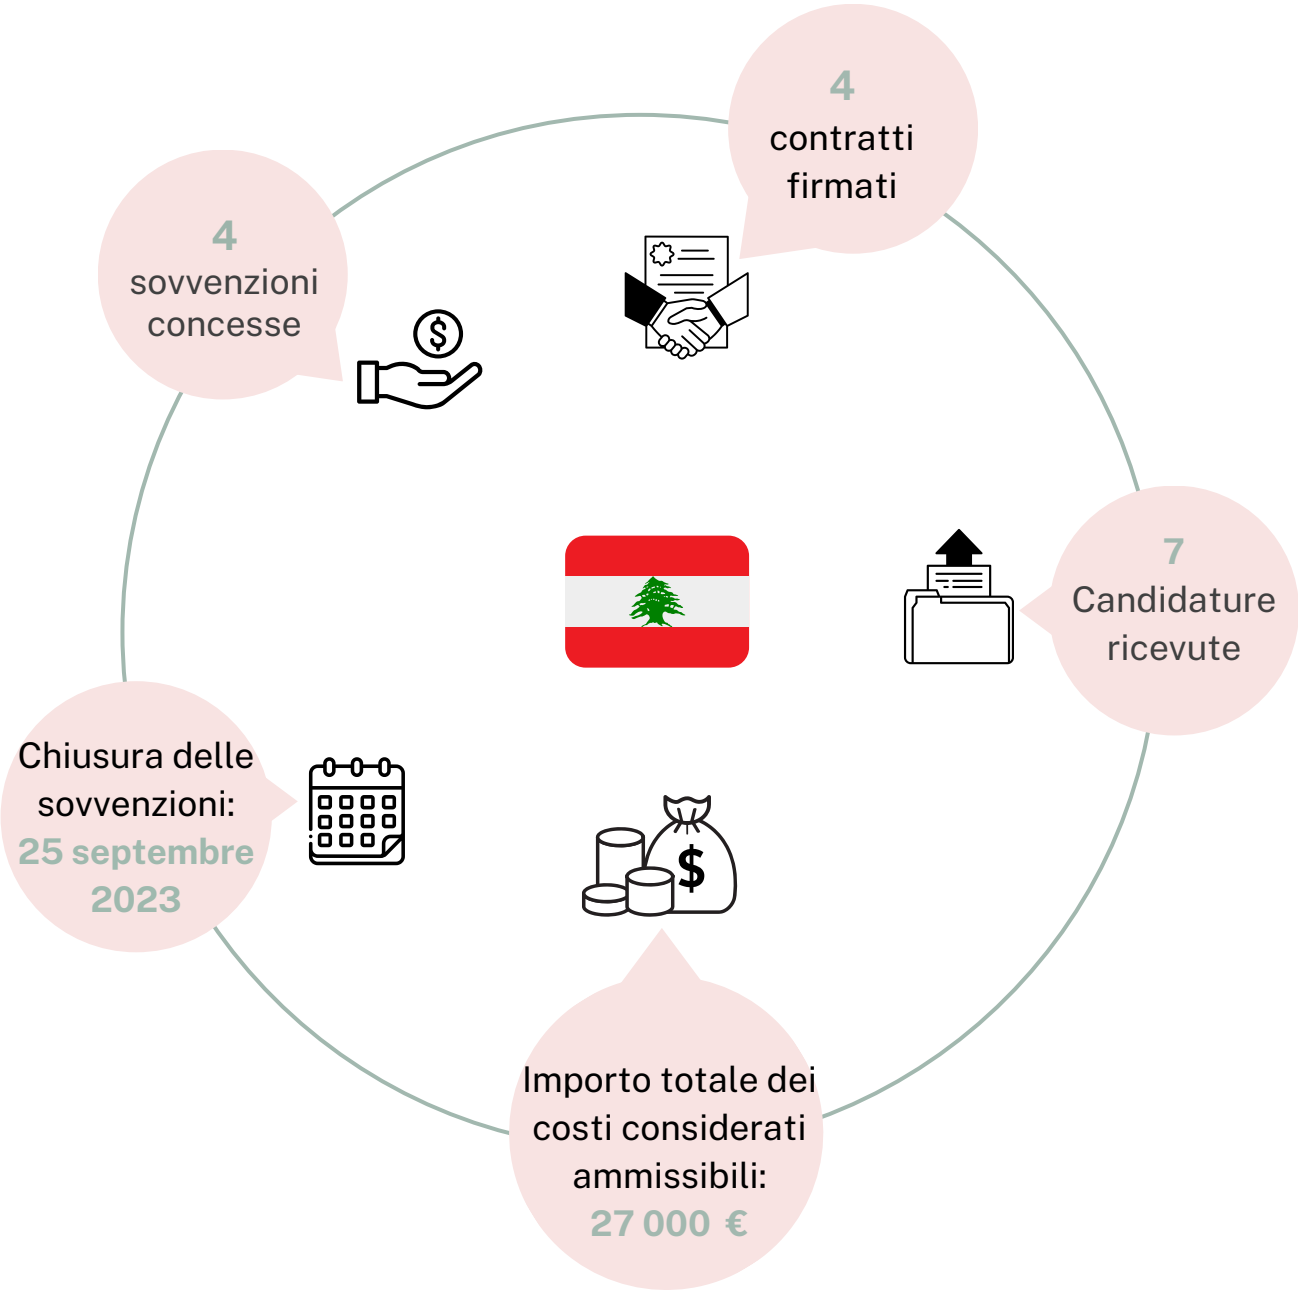 4
contratti
firmati
4
sovvenzioni
concesse
7
Candidature
ricevute
Chiusura delle
sovvenzioni:
25 septembre
2023
$
$
Importo totale dei
costi considerati
ammissibili:
27 000 €